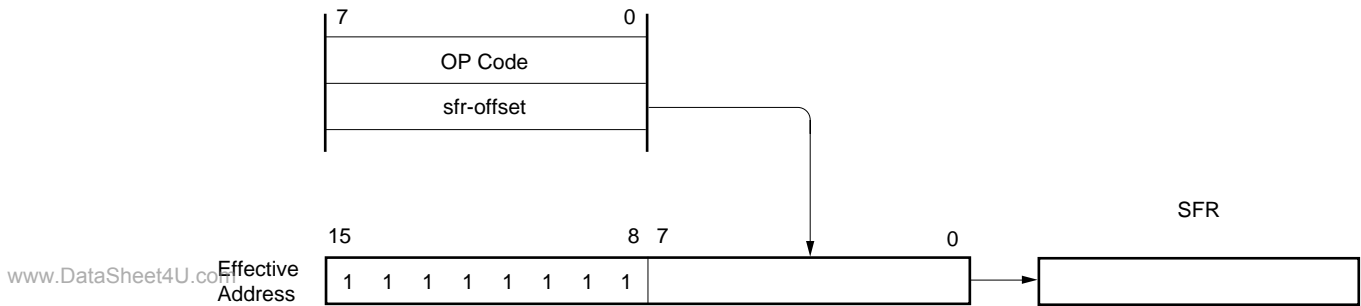 7 0
OP Code
sfr-offset
SFR
15 8 7 0
www.DataSheet4U.com
Effective
Address
1 1 1 1 1 1 1 1